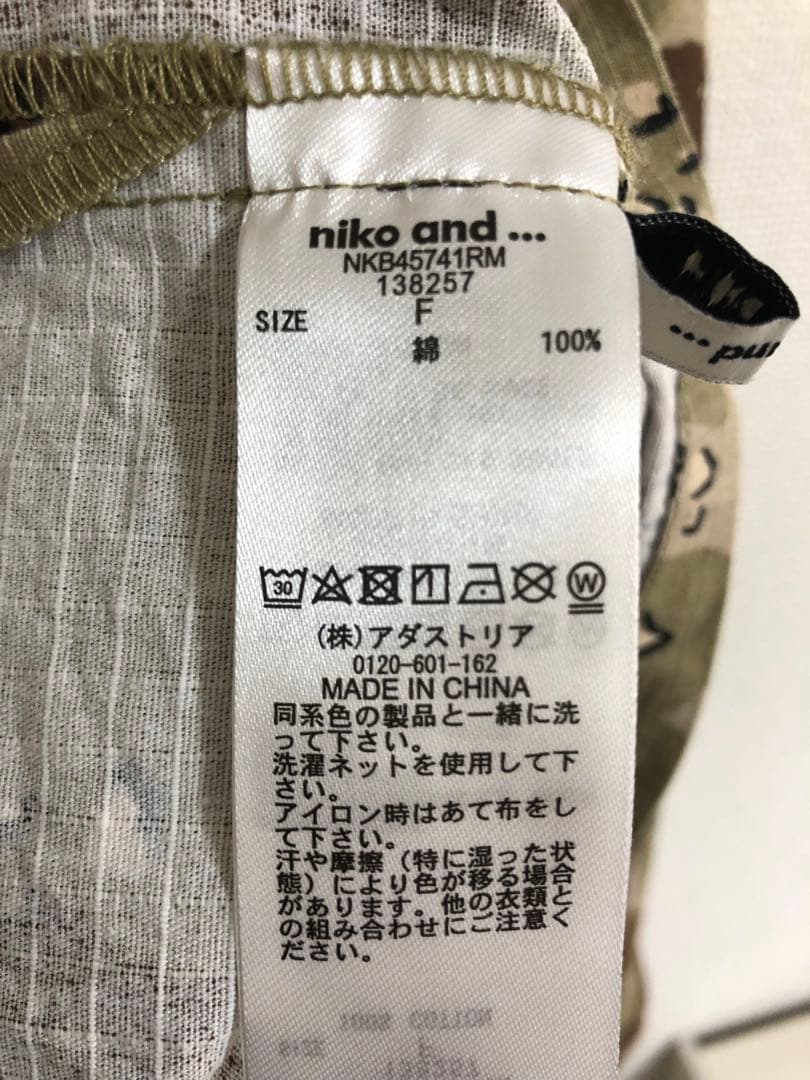 niko and ...
NKB45741RM
138257
SIZE F
綿 100%
30
W
(株)アダストリア
0120-601-162
MADE IN CHINA
同系色の製品と一緒に洗
って下さい。
洗濯ネットを使用して下
さい。
アイロン時はあて布をし
て下さい。
汗や摩擦(特に湿った状
態)により色が移る場合
があります。他の衣類と
の組み合わせにご注意く
ださい。
nd ...
100% COTTON
SIZE F